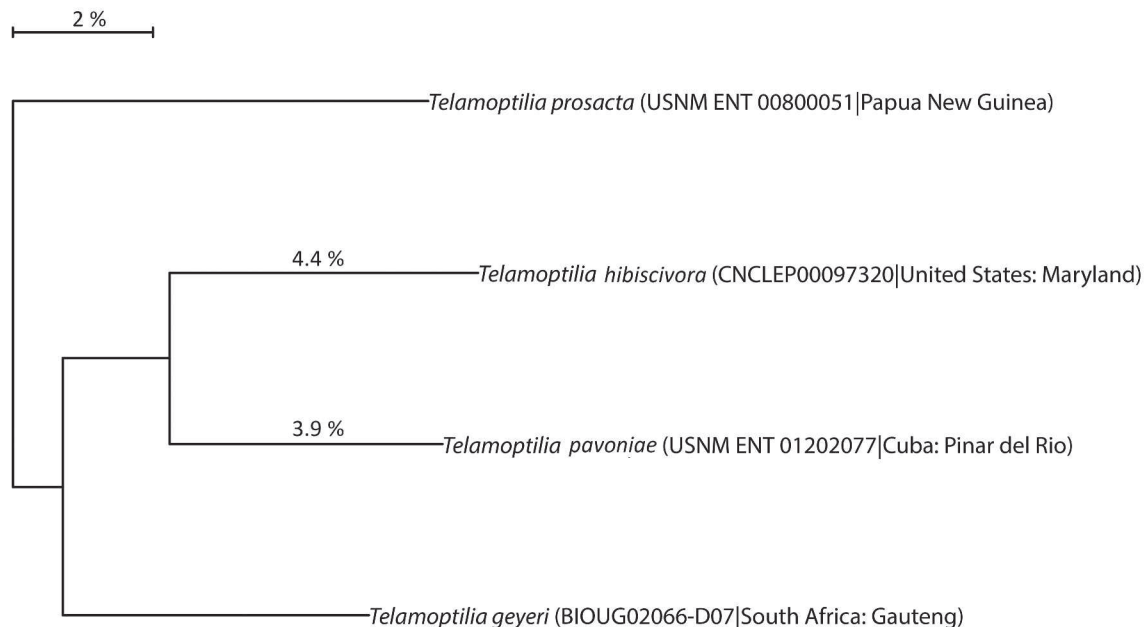 2 %
Telamoptilia prosacta (USNM ENT 00800051|Papua New Guinea)
4.4 %
Telamoptilia hibiscivora (CNCLEP00097320|United States: Maryland)
3.9 %
Telamoptilia pavoniae (USNM ENT 01202077|Cuba: Pinar del Rio)
Telamoptilia geyeri (BIOUG02066-D07|South Africa: Gauteng)